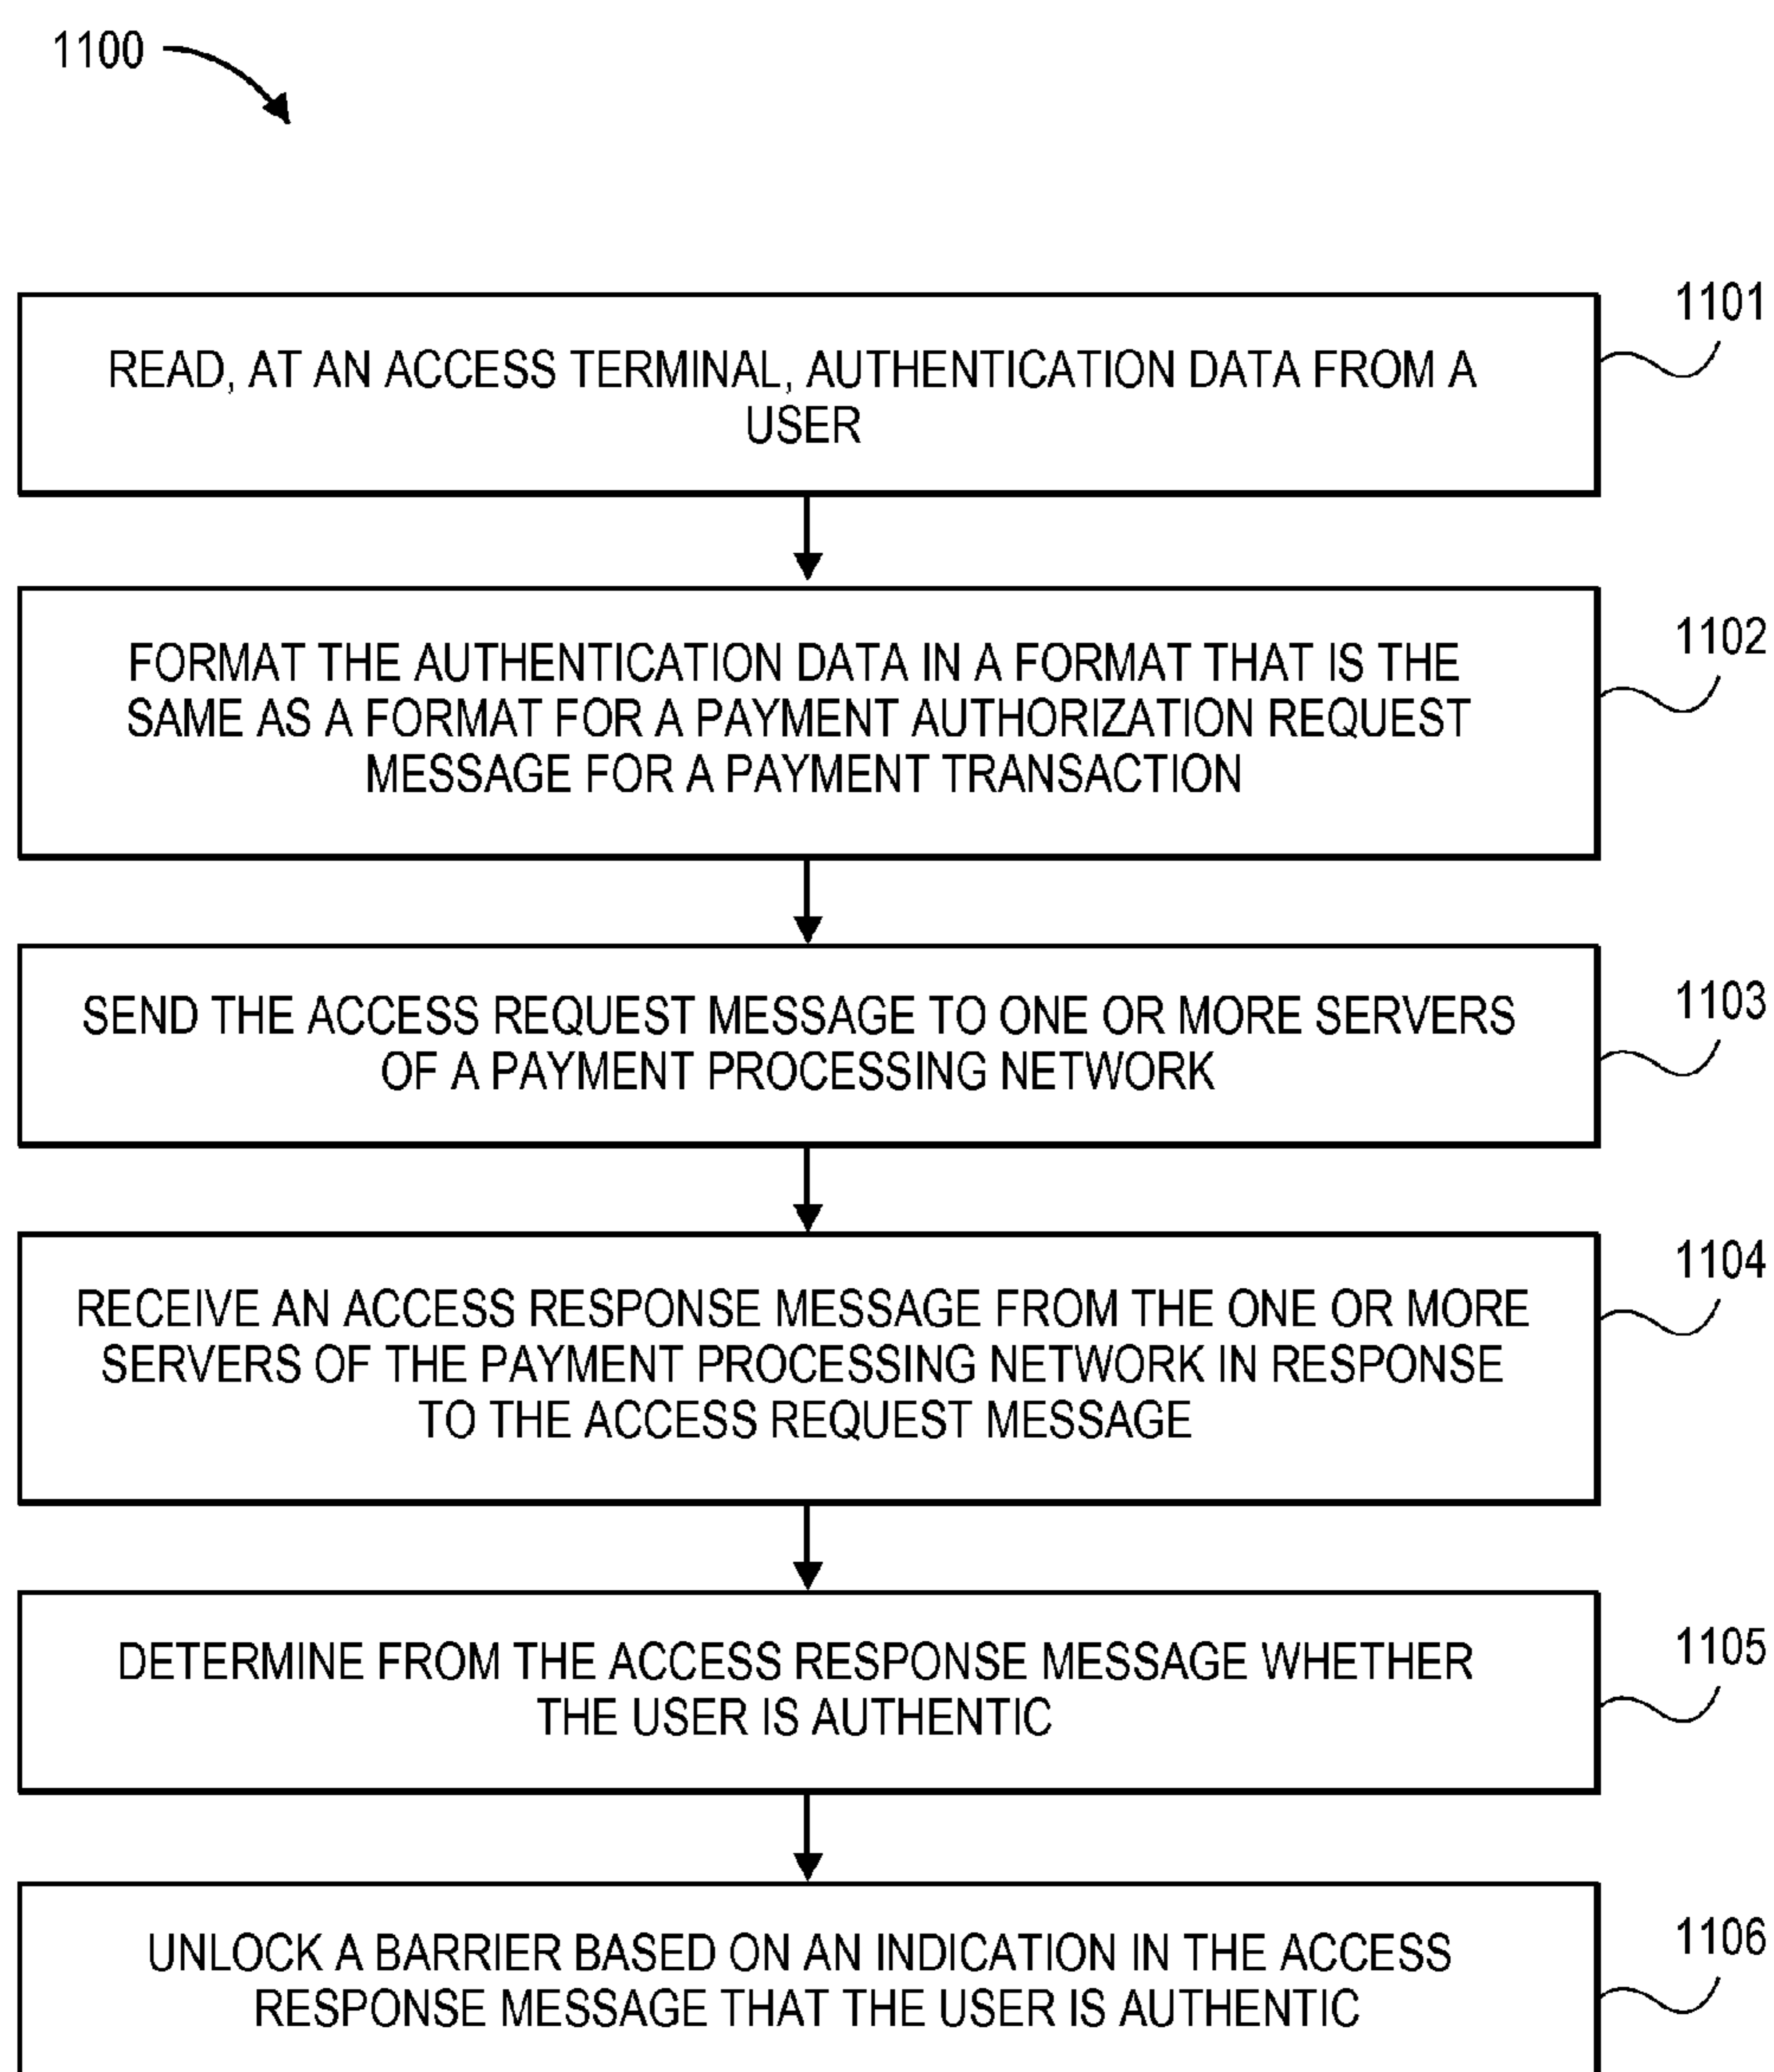 1100
1101
READ, AT AN ACCESS TERMINAL, AUTHENTICATION DATA FROM A
USER
1102
FORMAT THE AUTHENTICATION DATA IN A FORMAT THAT IS THE
SAME AS A FORMAT FOR A PAYMENT AUTHORIZATION REQUEST
MESSAGE FOR A PAYMENT TRANSACTION
1103
SEND THE ACCESS REQUEST MESSAGE TO ONE OR MORE SERVERS
OF A PAYMENT PROCESSING NETWORK
1104
RECEIVE AN ACCESS RESPONSE MESSAGE FROM THE ONE OR MORE
SERVERS OF THE PAYMENT PROCESSING NETWORK IN RESPONSE
TO THE ACCESS REQUEST MESSAGE
1105
DETERMINE FROM THE ACCESS RESPONSE MESSAGE WHETHER
THE USER IS AUTHENTIC
1106
UNLOCK A BARRIER BASED ON AN INDICATION IN THE ACCESS
RESPONSE MESSAGE THAT THE USER IS AUTHENTIC